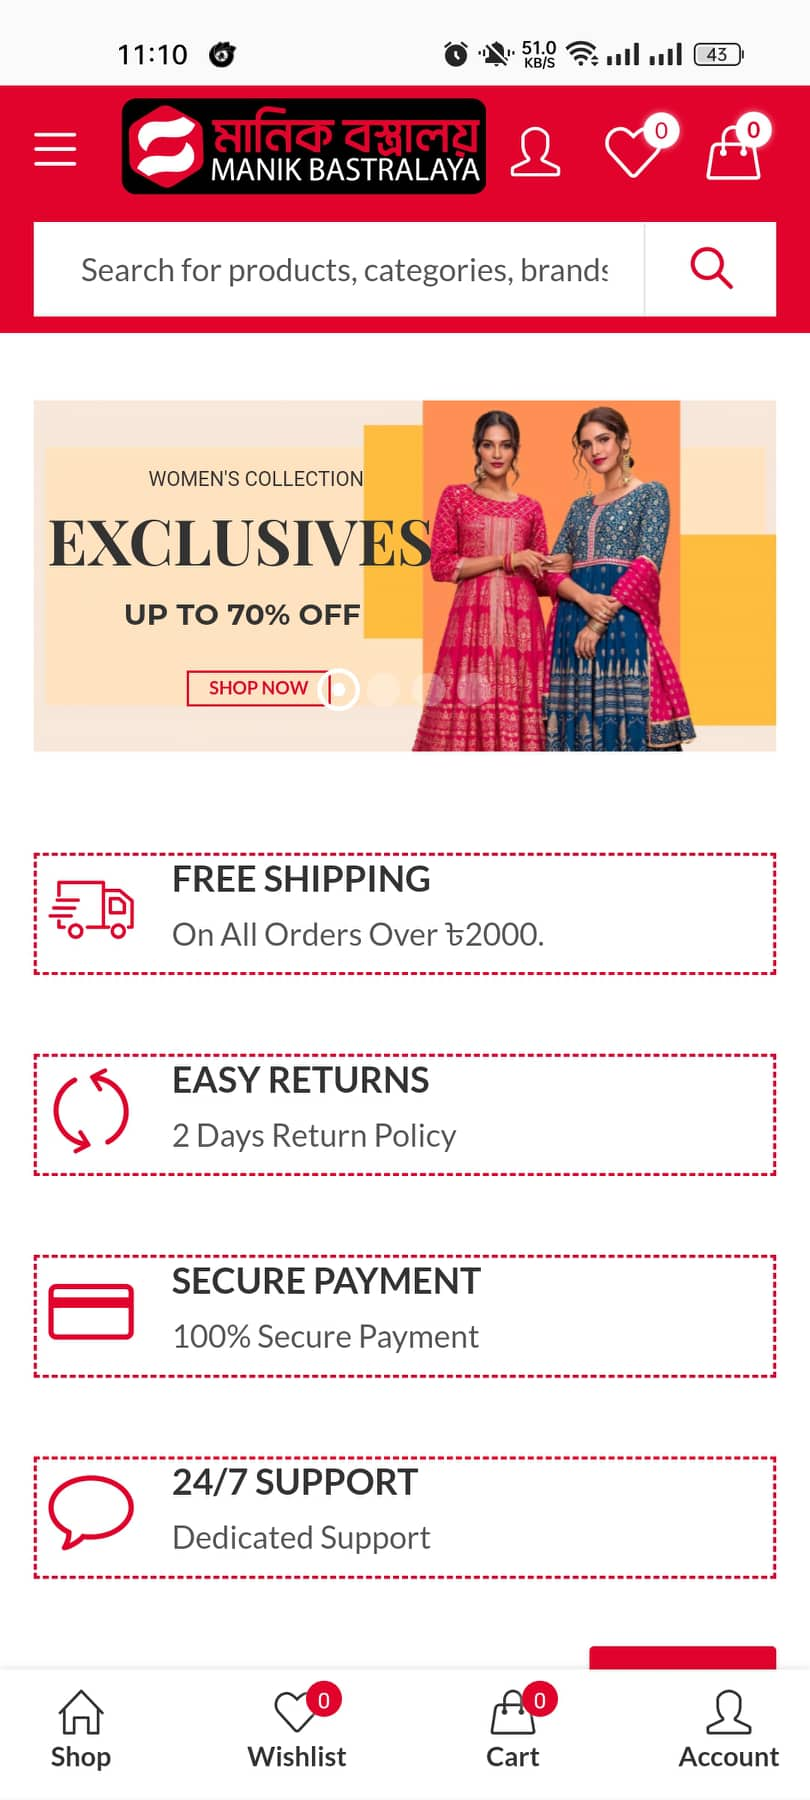 11:10
51.0
KB/S
43
মানিক বস্ত্রালয়
MANIK BASTRALAYA
0
0
Search for products, categories, brands
WOMEN'S COLLECTION
EXCLUSIVES
UP TO 70% OFF
SHOP NOW
FREE SHIPPING
On All Orders Over ৳2000.
EASY RETURNS
2 Days Return Policy
SECURE PAYMENT
100% Secure Payment
24/7 SUPPORT
Dedicated Support
0
0
Shop
Wishlist
Cart
Account